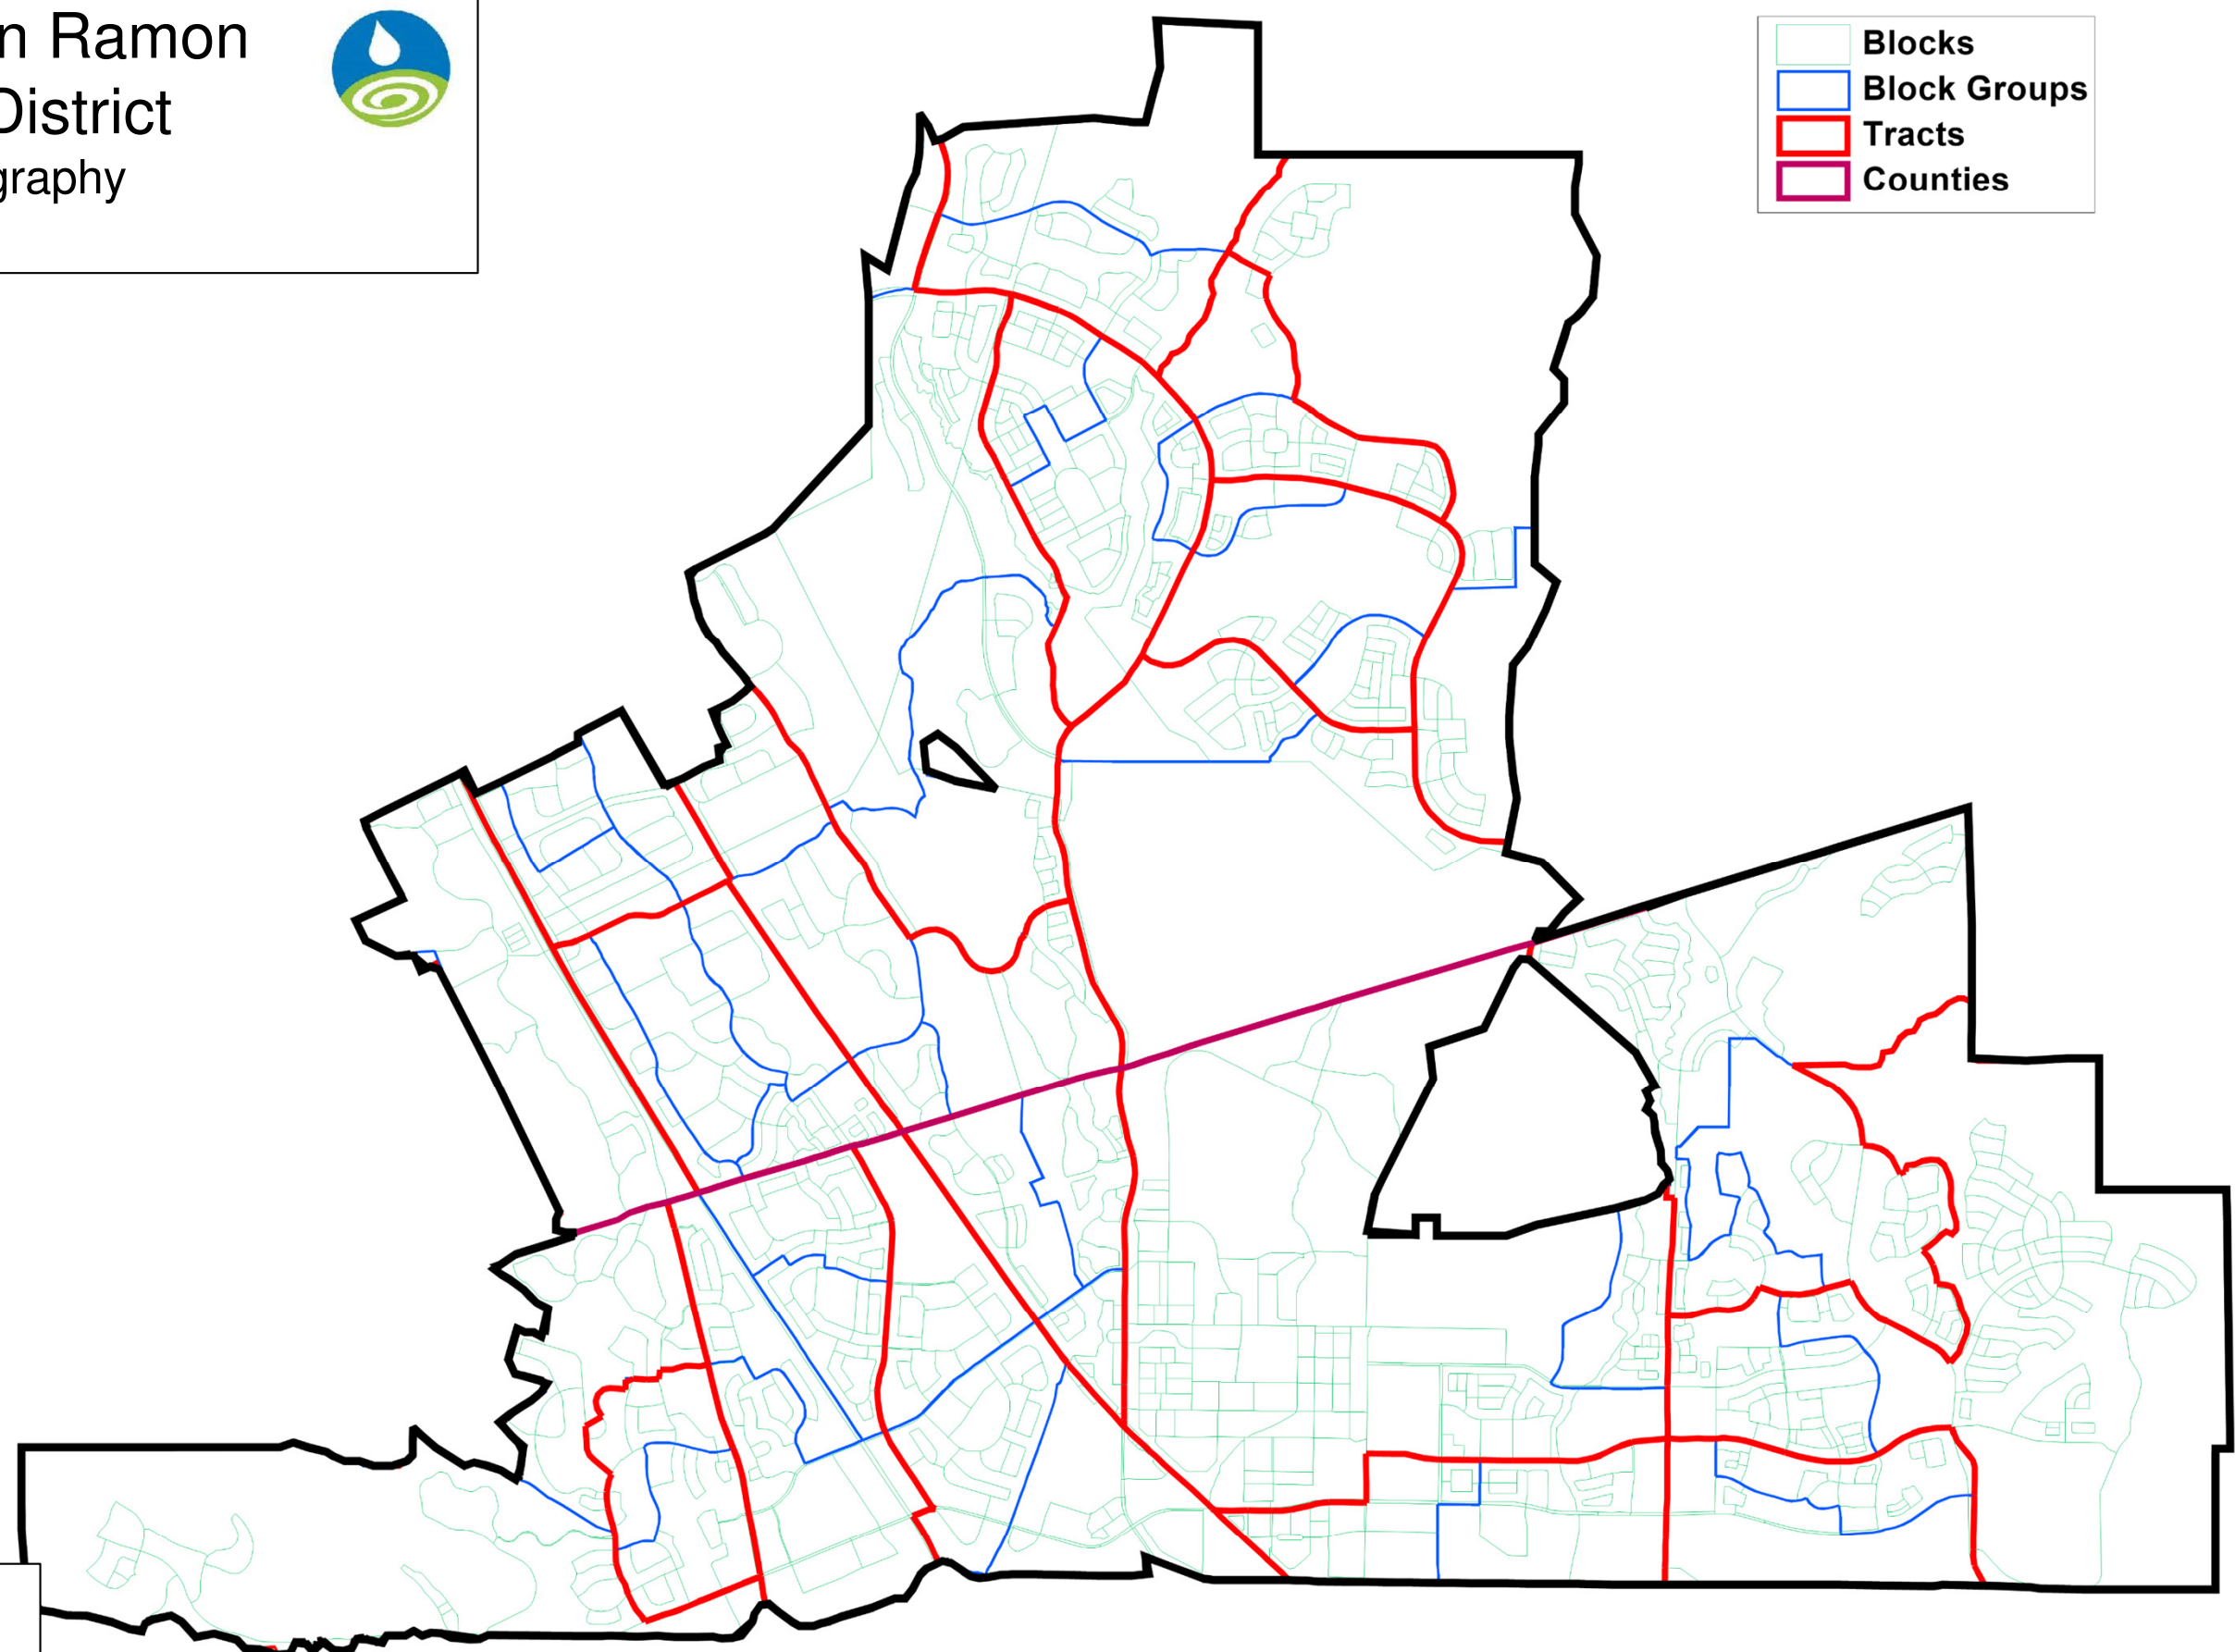 n Ramon
District
graphy
Blocks
Block Groups
Tracts
Counties